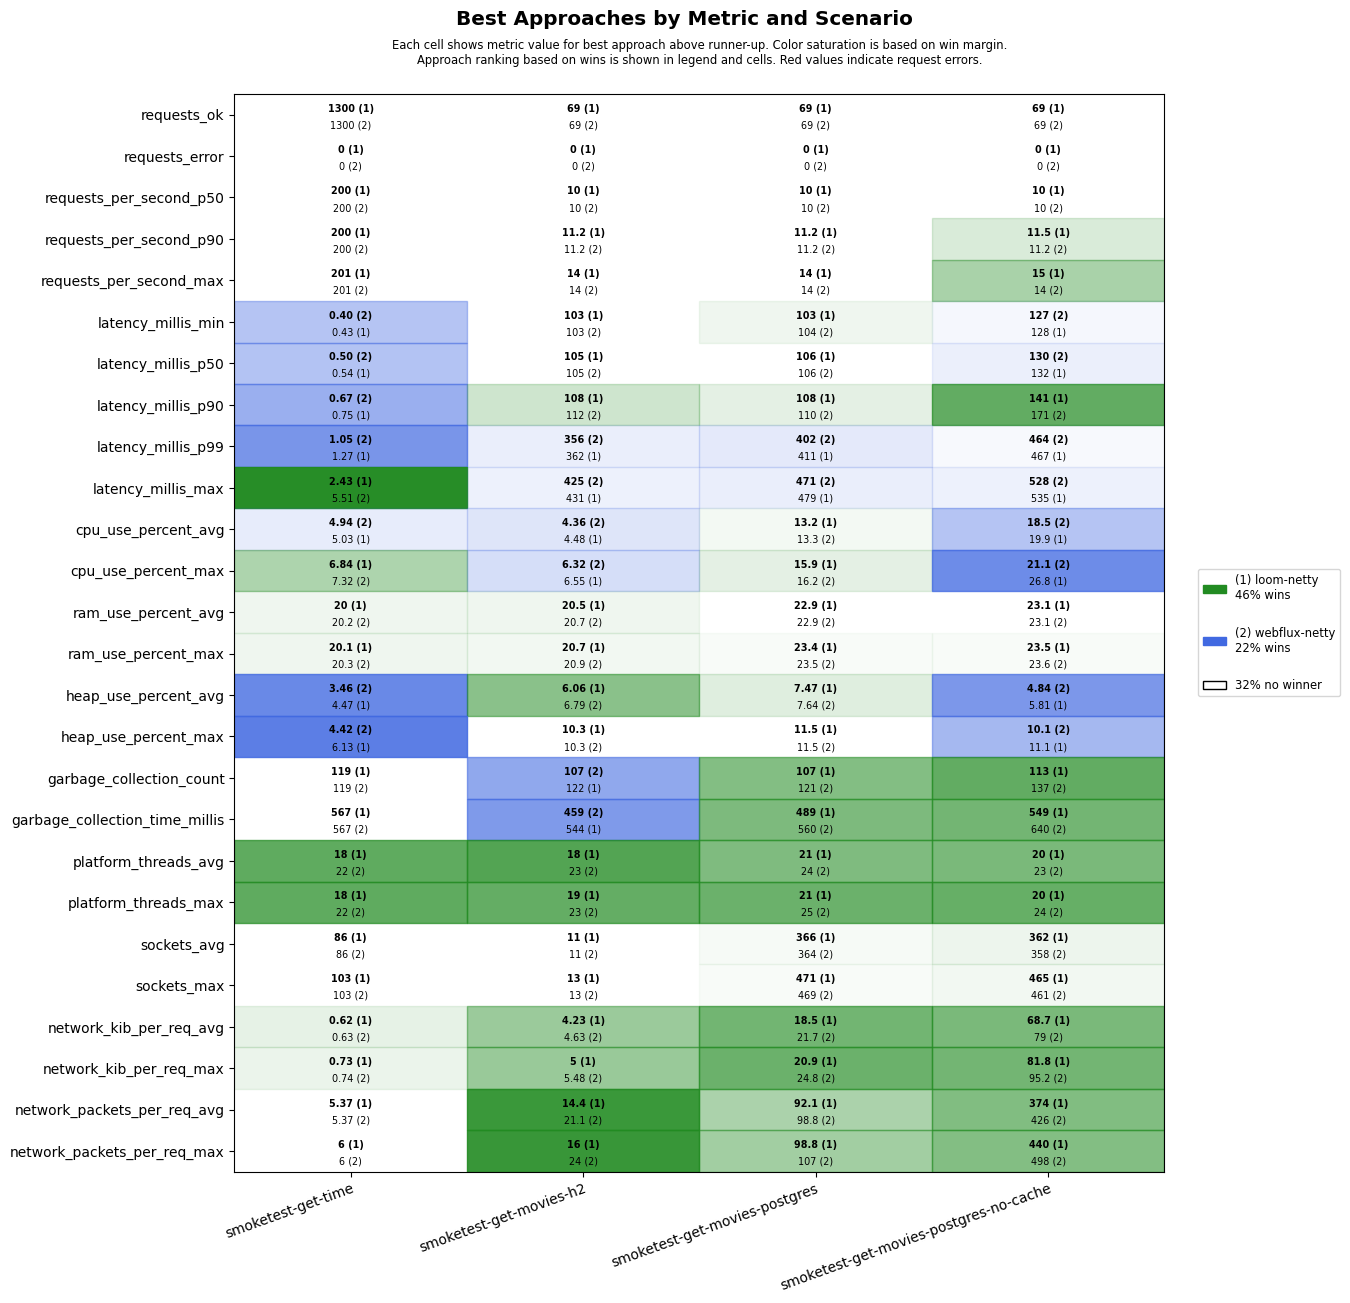 Best Approaches by Metric and Scenario
Each cell shows metric value for best approach above runner-up. Color saturation is based on win margin.
Approach ranking based on wins is shown in legend and cells. Red values indicate request errors.
requests_ok
1300 (1) 69 (1) 69 (1) 69 (1)
1300 (2) 69 (2) 69 (2) 69 (2)
requests_error
0 (1) 0 (1) 0 (1) 0 (1)
0 (2) 0 (2) 0 (2) 0 (2)
requests_per_second_p50
200 (1) 10 (1) 10 (1) 10 (1)
200 (2) 10 (2) 10 (2) 10 (2)
requests_per_second_p90
200 (1) 11.2 (1) 11.2 (1) 11.5 (1)
200 (2) 11.2 (2) 11.2 (2) 11.2 (2)
requests_per_second_max
201 (1) 14 (1) 14 (1) 15 (1)
201 (2) 14 (2) 14 (2) 14 (2)
latency_millis_min
0.40 (2) 103 (1) 103 (1) 127 (2)
0.43 (1) 103 (2) 104 (2) 128 (1)
latency_millis_p50
0.50 (2) 105 (1) 106 (1) 130 (2)
0.54 (1) 105 (2) 106 (2) 132 (1)
latency_millis_p90
0.67 (2) 108 (1) 108 (1) 141 (1)
0.75 (1) 112 (2) 110 (2) 171 (2)
latency_millis_p99
1.05 (2) 356 (2) 402 (2) 464 (2)
1.27 (1) 362 (1) 411 (1) 467 (1)
latency_millis_max
2.43 (1) 425 (2) 471 (2) 528 (2)
5.51 (2) 431 (1) 479 (1) 535 (1)
cpu_use_percent_avg
4.94 (2) 4.36 (2) 13.2 (1) 18.5 (2)
5.03 (1) 4.48 (1) 13.3 (2) 19.9 (1)
cpu_use_percent_max
6.84 (1) 6.32 (2) 15.9 (1) 21.1 (2)
7.32 (2) 6.55 (1) 16.2 (2) 26.8 (1)
ram_use_percent_avg
20 (1) 20.5 (1) 22.9 (1) 23.1 (1)
20.2 (2) 20.7 (2) 22.9 (2) 23.1 (2)
ram_use_percent_max
20.1 (1) 20.7 (1) 23.4 (1) 23.5 (1)
20.3 (2) 20.9 (2) 23.5 (2) 23.6 (2)
heap_use_percent_avg
3.46 (2) 6.06 (1) 7.47 (1) 4.84 (2)
4.47 (1) 6.79 (2) 7.64 (2) 5.81 (1)
heap_use_percent_max
4.42 (2) 10.3 (1) 11.5 (1) 10.1 (2)
6.13 (1) 10.3 (2) 11.5 (2) 11.1 (1)
garbage_collection_count
119 (1) 107 (2) 107 (1) 113 (1)
119 (2) 122 (1) 121 (2) 137 (2)
garbage_collection_time_millis
567 (1) 459 (2) 489 (1) 549 (1)
567 (2) 544 (1) 560 (2) 640 (2)
platform_threads_avg
18 (1) 18 (1) 21 (1) 20 (1)
22 (2) 23 (2) 24 (2) 23 (2)
platform_threads_max
18 (1) 19 (1) 21 (1) 20 (1)
22 (2) 23 (2) 25 (2) 24 (2)
sockets_avg
86 (1) 11 (1) 366 (1) 362 (1)
86 (2) 11 (2) 364 (2) 358 (2)
sockets_max
103 (1) 13 (1) 471 (1) 465 (1)
103 (2) 13 (2) 469 (2) 461 (2)
network_kib_per_req_avg
0.62 (1) 4.23 (1) 18.5 (1) 68.7 (1)
0.63 (2) 4.63 (2) 21.7 (2) 79 (2)
network_kib_per_req_max
0.73 (1) 5 (1) 20.9 (1) 81.8 (1)
0.74 (2) 5.48 (2) 24.8 (2) 95.2 (2)
network_packets_per_req_avg
5.37 (1) 14.4 (1) 92.1 (1) 374 (1)
5.37 (2) 21.1 (2) 98.8 (2) 426 (2)
network_packets_per_req_max
6 (1) 16 (1) 98.8 (1) 440 (1)
6 (2) 24 (2) 107 (2) 498 (2)
smoketest-get-time
smoketest-get-movies-h2
smoketest-get-movies-postgres
smoketest-get-movies-postgres-no-cache
(1) loom-netty
46% wins
(2) webflux-netty
22% wins
32% no winner